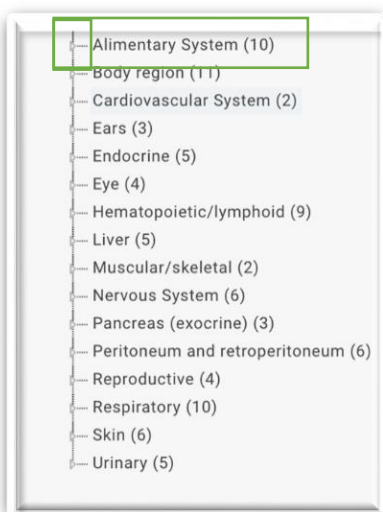 Alimentary System (10)
Body region (11)
Cardiovascular System (2)
Ears (3)
Endocrine (5)
Eye (4)
Hematopoietic/lymphoid (9)
Liver (5)
Muscular/skeletal (2)
Nervous System (6)
Pancreas (exocrine) (3)
Peritoneum and retroperitoneum (6)
Reproductive (4)
Respiratory (10)
Skin (6)
Urinary (5)